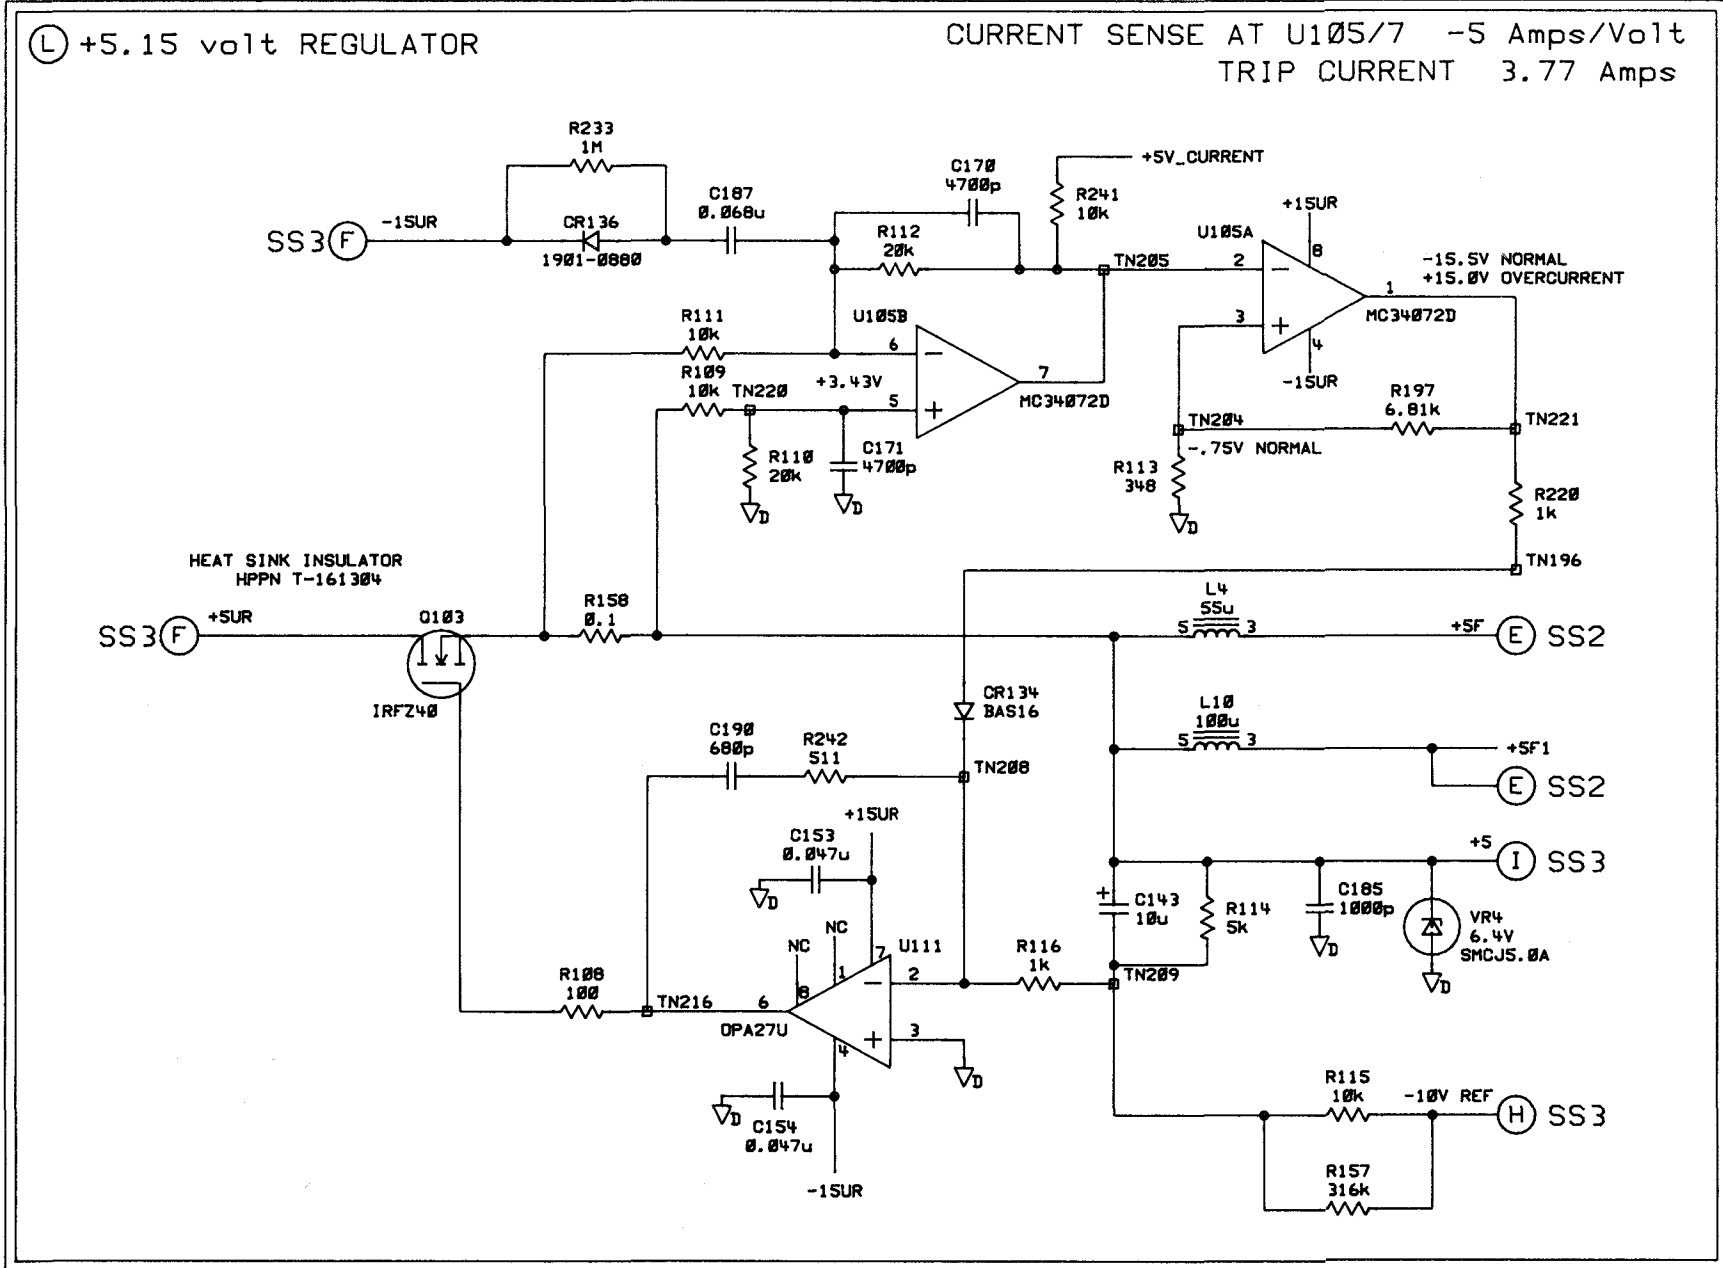 L +5.15 volt REGULATOR
CURRENT SENSE AT U105/7 -5 Amps/Volt
TRIP CURRENT 3.77 Amps
R233
1M
SS3 F -15UR
CR136
1901-0880
C187
0.068u
C170
4700p
R112
20k
+5V_CURRENT
R241
10k
TN205
U105A
+15UR
8
2
3
1
4
-15UR
MC34072D
-15.5V NORMAL
+15.0V OVERCURRENT
R111
10k
R109
10k
TN220
+3.43V
U105B
6
5
7
MC34072D
R110
20k
D
C171
4700p
D
TN204
-.75V NORMAL
R197
6.81k
TN221
R113
348
D
R220
1k
TN196
HEAT SINK INSULATOR
HPPN T-161304
SS3 F +5UR
Q103
IRFZ40
R158
0.1
L4
55u
5 3
+5F E SS2
CR134
BAS16
L10
100u
5 3
+5F1
E SS2
C190
680p
R242
511
TN208
+15UR
C153
0.047u
D
NC
NC
7
1
8
U111
2
3
6
4
OPA27U
D
R108
100
TN216
R116
1k
TN209
+5 I SS3
C143
10u
R114
5k
C185
1000p
D
VR4
6.4V
SMCJ5.0A
D
D
C154
0.047u
-15UR
R115
10k
-10V REF H SS3
R157
316k